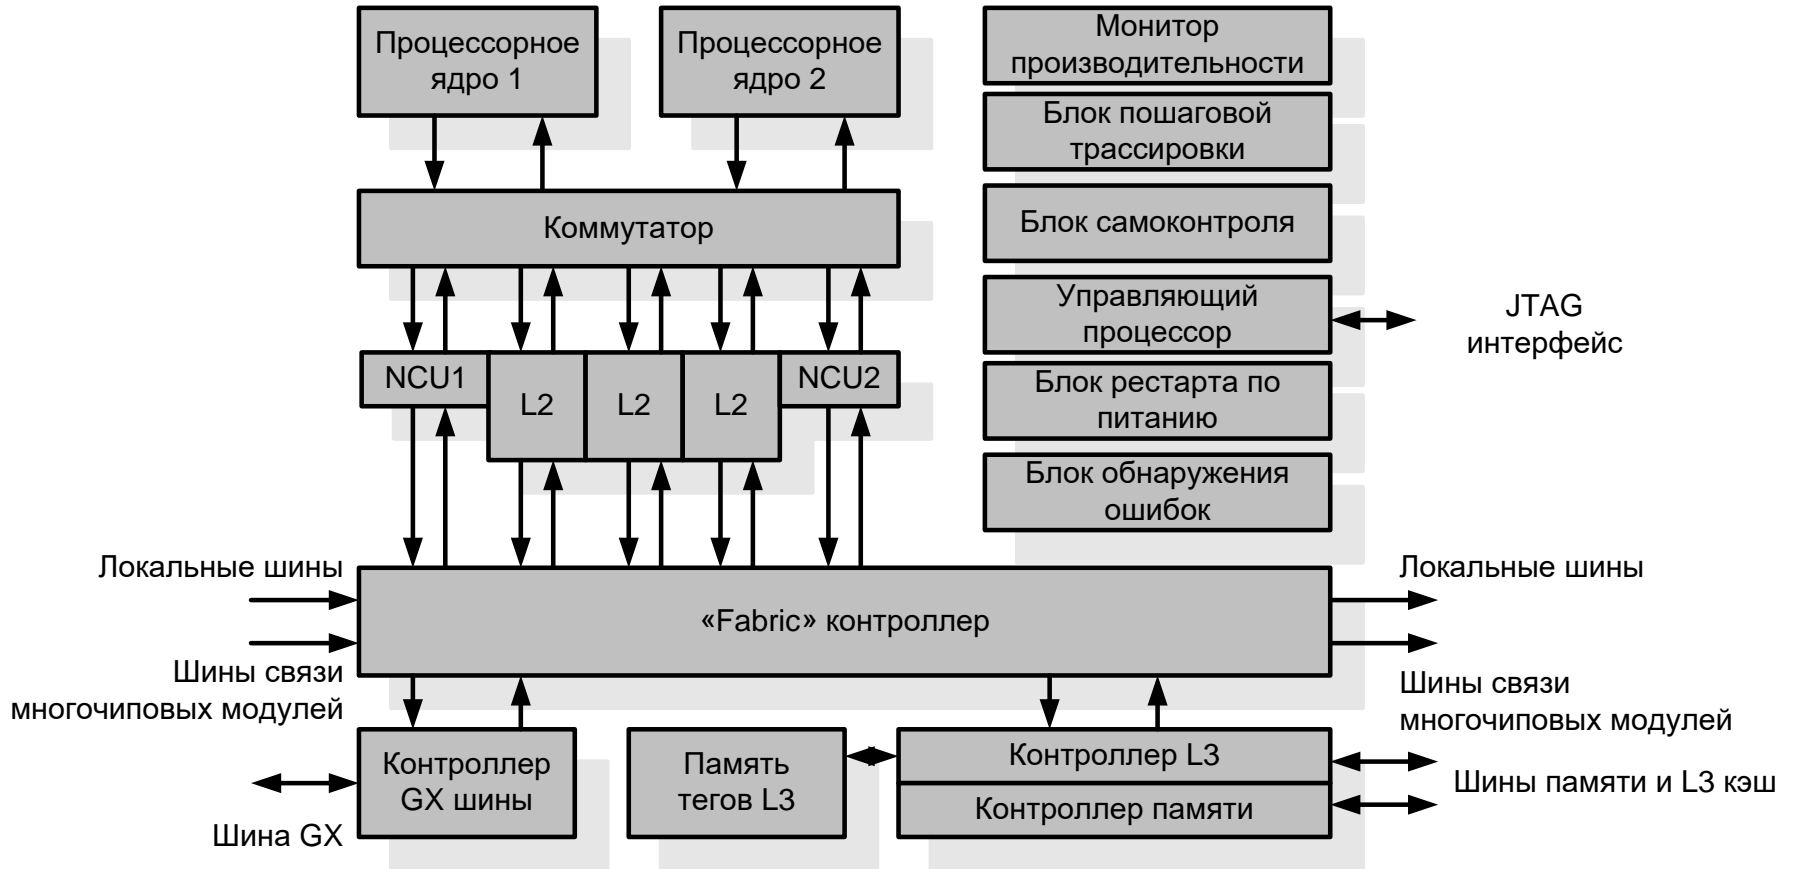 Процессорное
ядро 1
Процессорное
ядро 2
Монитор
производительности
Блок пошаговой
трассировки
Коммутатор
Блок самоконтроля
Управляющий
процессор
JTAG
интерфейс
NCU1
L2
L2
L2
NCU2
Блок рестарта по
питанию
Блок обнаружения
ошибок
Локальные шины
Локальные шины
«Fabric» контроллер
Шины связи
многочиповых модулей
Шины связи
многочиповых модулей
Контроллер
GX шины
Память
тегов L3
Контроллер L3
Контроллер памяти
Шины памяти и L3 кэш
Шина GX